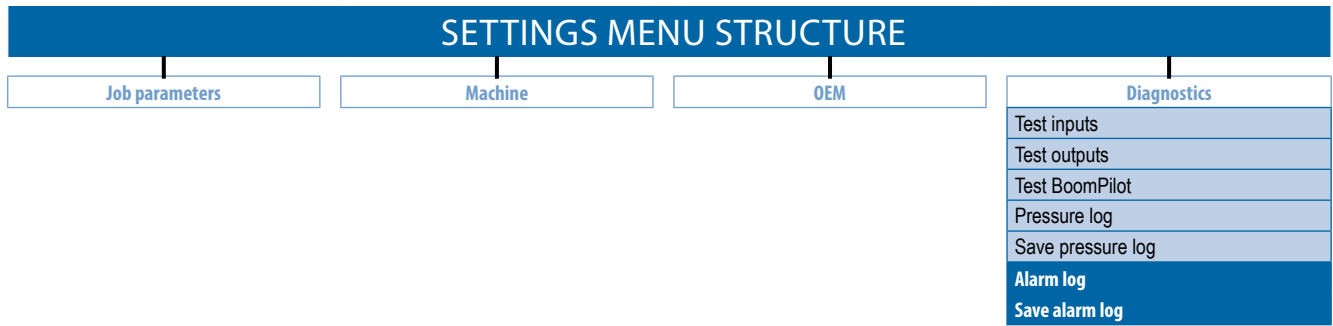 SETTINGS MENU STRUCTURE
Job parameters
Machine
OEM
Diagnostics
Test inputs
Test outputs
Test BoomPilot
Pressure log
Save pressure log
Alarm log
Save alarm log